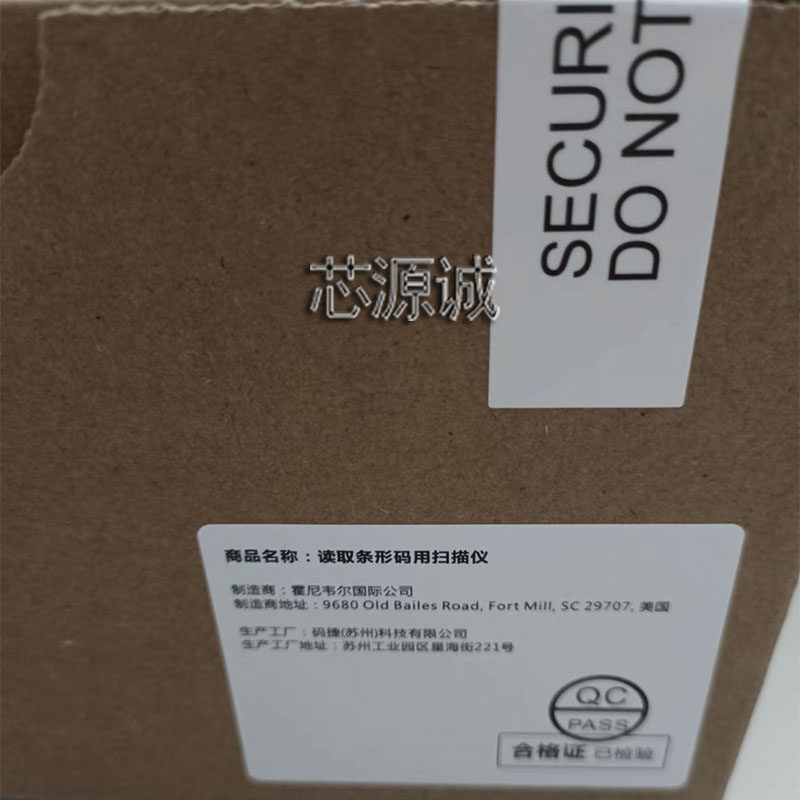 SECURI
DO NOT
芯源诚
商品名称：读取条形码用扫描仪
制造商：霍尼韦尔国际公司
制造商地址：9680 Old Bailes Road, Fort Mill, SC 29707, 美国
生产工厂：码捷(苏州)科技有限公司
生产工厂地址：苏州工业园区星海街221号
QC
PASS
合格证 已检验